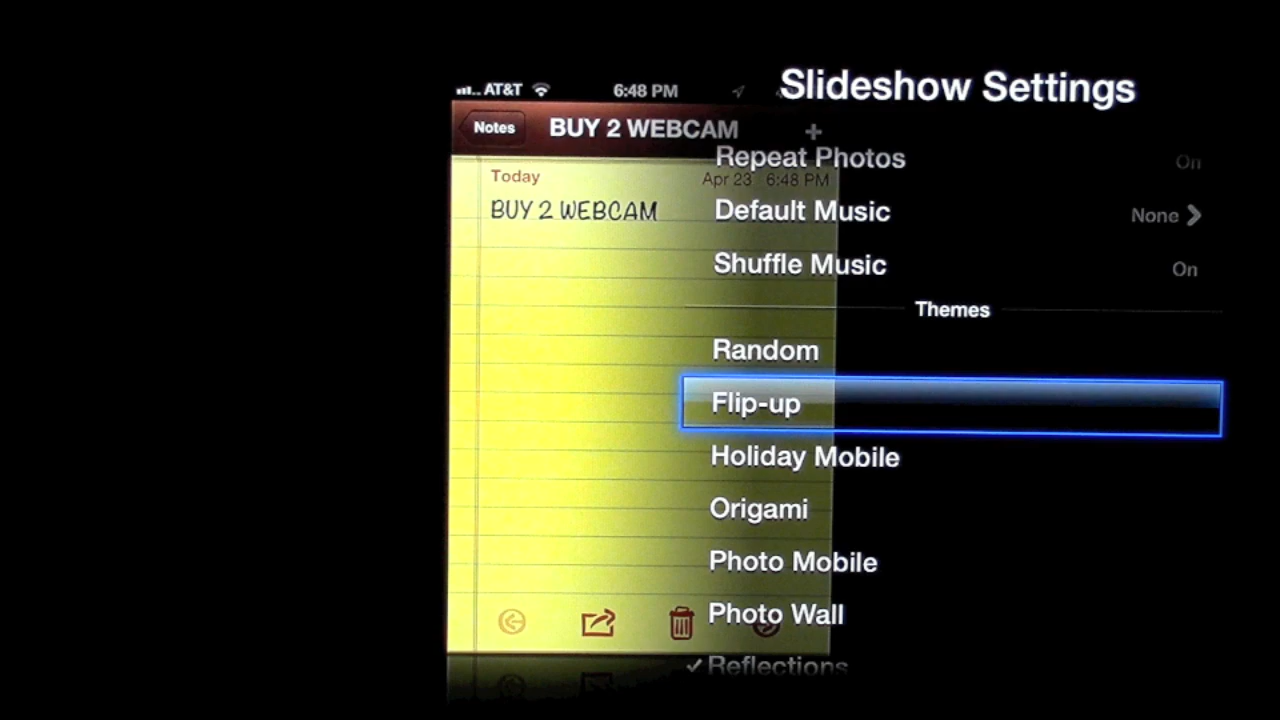 AT&T 6:48 PM
Slideshow Settings
Notes BUY 2 WEBCAM +
Repeat Photos On
Today Apr 23 6:48 PM
BUY 2 WEBCAM
Default Music None
Shuffle Music On
Themes
Random
Flip-up
Holiday Mobile
Origami
Photo Mobile
Photo Wall
Reflections